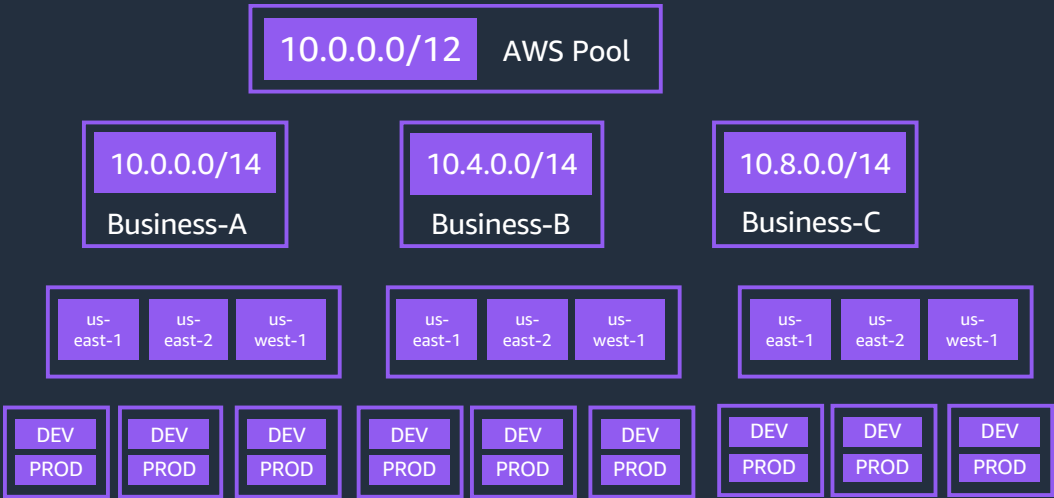 10.0.0.0/12 AWS Pool
10.0.0.0/14
Business-A
10.4.0.0/14
Business-B
10.8.0.0/14
Business-C
us-
east-1
us-
east-2
us-
west-1
us-
east-1
us-
east-2
us-
west-1
us-
east-1
us-
east-2
us-
west-1
DEV
PROD
DEV
PROD
DEV
PROD
DEV
PROD
DEV
PROD
DEV
PROD
DEV
PROD
DEV
PROD
DEV
PROD